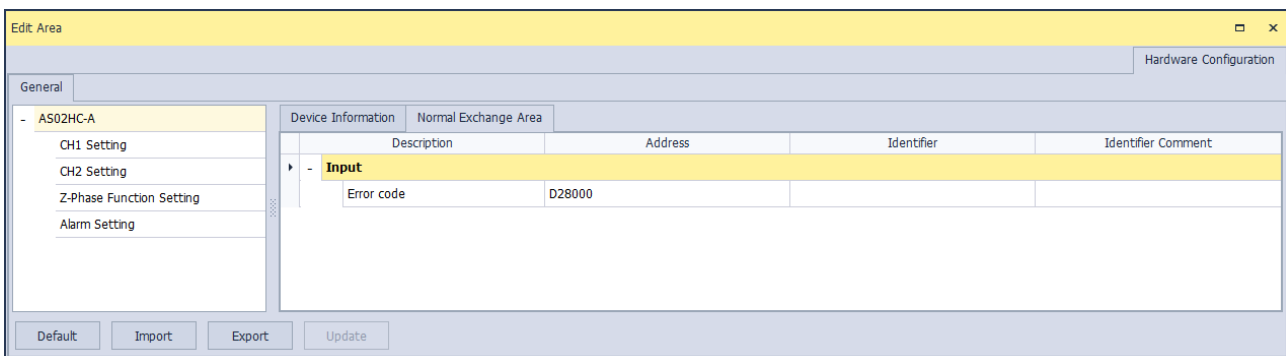 Edit Area
Hardware Configuration
General
- AS02HC-A
CH1 Setting
CH2 Setting
Z-Phase Function Setting
Alarm Setting
Device Information Normal Exchange Area
Description Address Identifier Identifier Comment
- Input
Error code D28000
Default Import Export Update